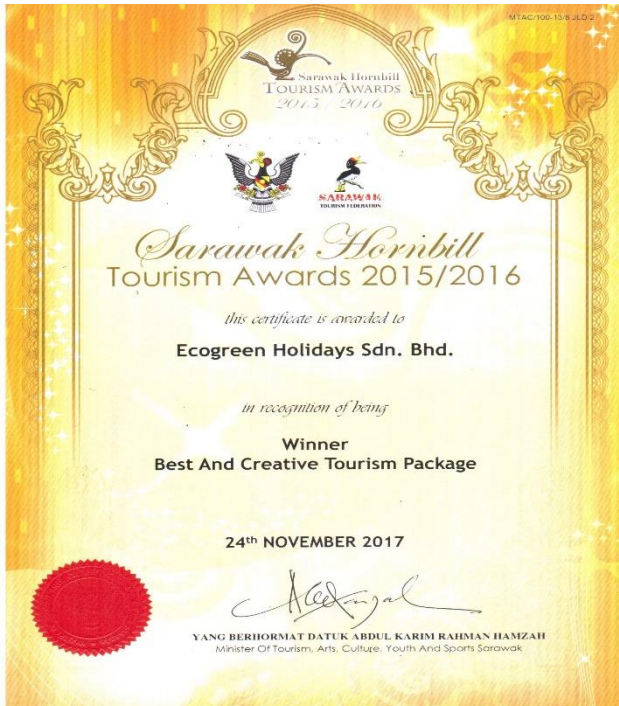 MTAC/100-13/8 JLD 2
Sarawak Hornbill
TOURISM AWARDS
2015 / 2016
SARAWAK
TOURISM FEDERATION
Sarawak Hornbill
Tourism Awards 2015/2016
this certificate is awarded to
Ecogreen Holidays Sdn. Bhd.
in recognition of being
Winner
Best And Creative Tourism Package
24th NOVEMBER 2017
YANG BERHORMAT DATUK ABDUL KARIM RAHMAN HAMZAH
Minister Of Tourism, Arts, Culture, Youth And Sports Sarawak